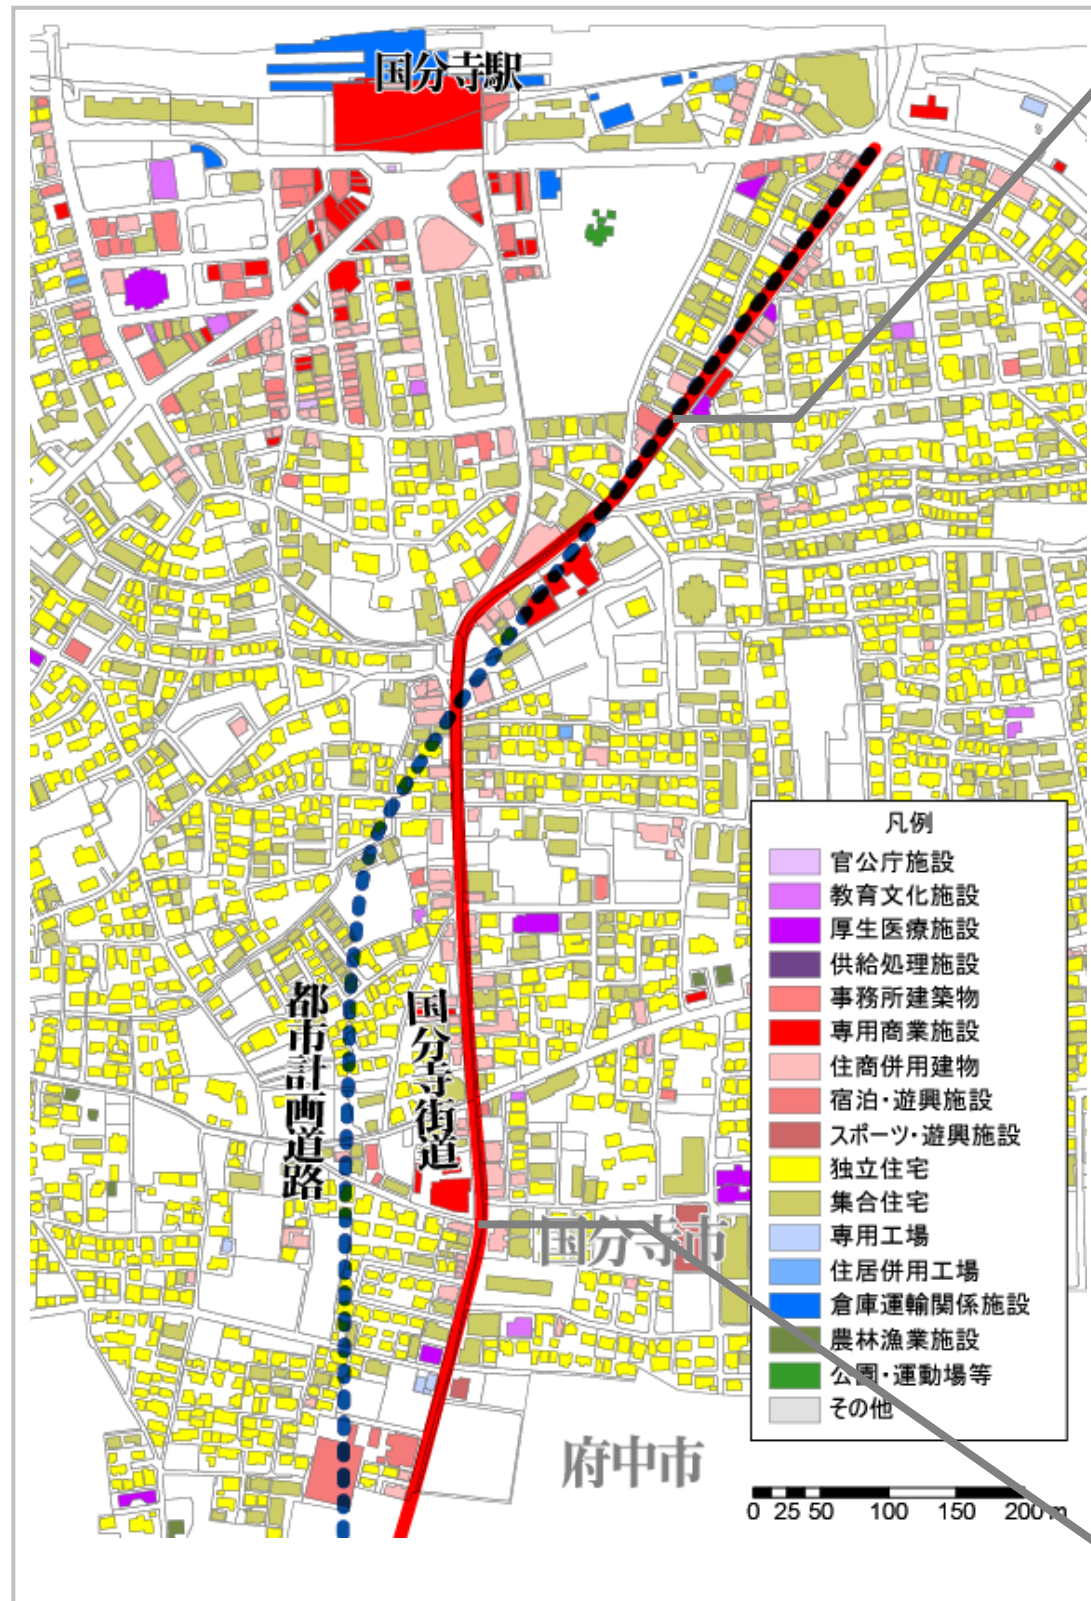 国分寺駅
都市計画道路
国分寺街道
国分寺市
府中市
凡例
官公庁施設
教育文化施設
厚生医療施設
供給処理施設
事務所建築物
専用商業施設
住商併用建物
宿泊・遊興施設
スポーツ・遊興施設
独立住宅
集合住宅
専用工場
住居併用工場
倉庫運輸関係施設
農林漁業施設
公園・運動場等
その他
0 25 50 100 150 200 m